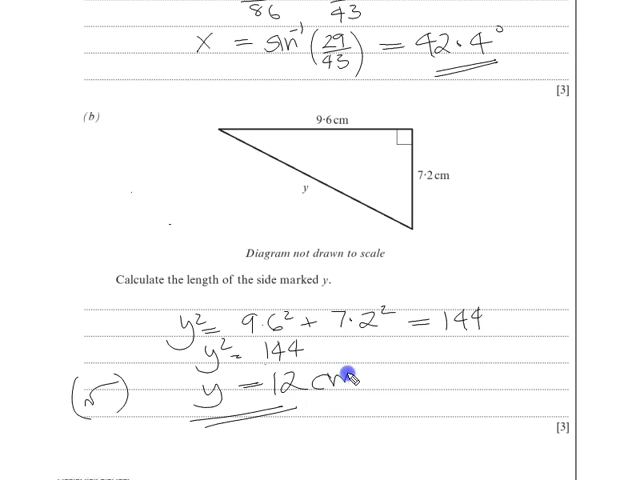 86 43
x = sin⁻¹ (29/43) = 42.4°
[3]
(b)
9·6 cm
7·2 cm
y
Diagram not drawn to scale
Calculate the length of the side marked y.
y² = 9.6² + 7.2² = 144
y² = 144
(√) y = 12 cm
[3]